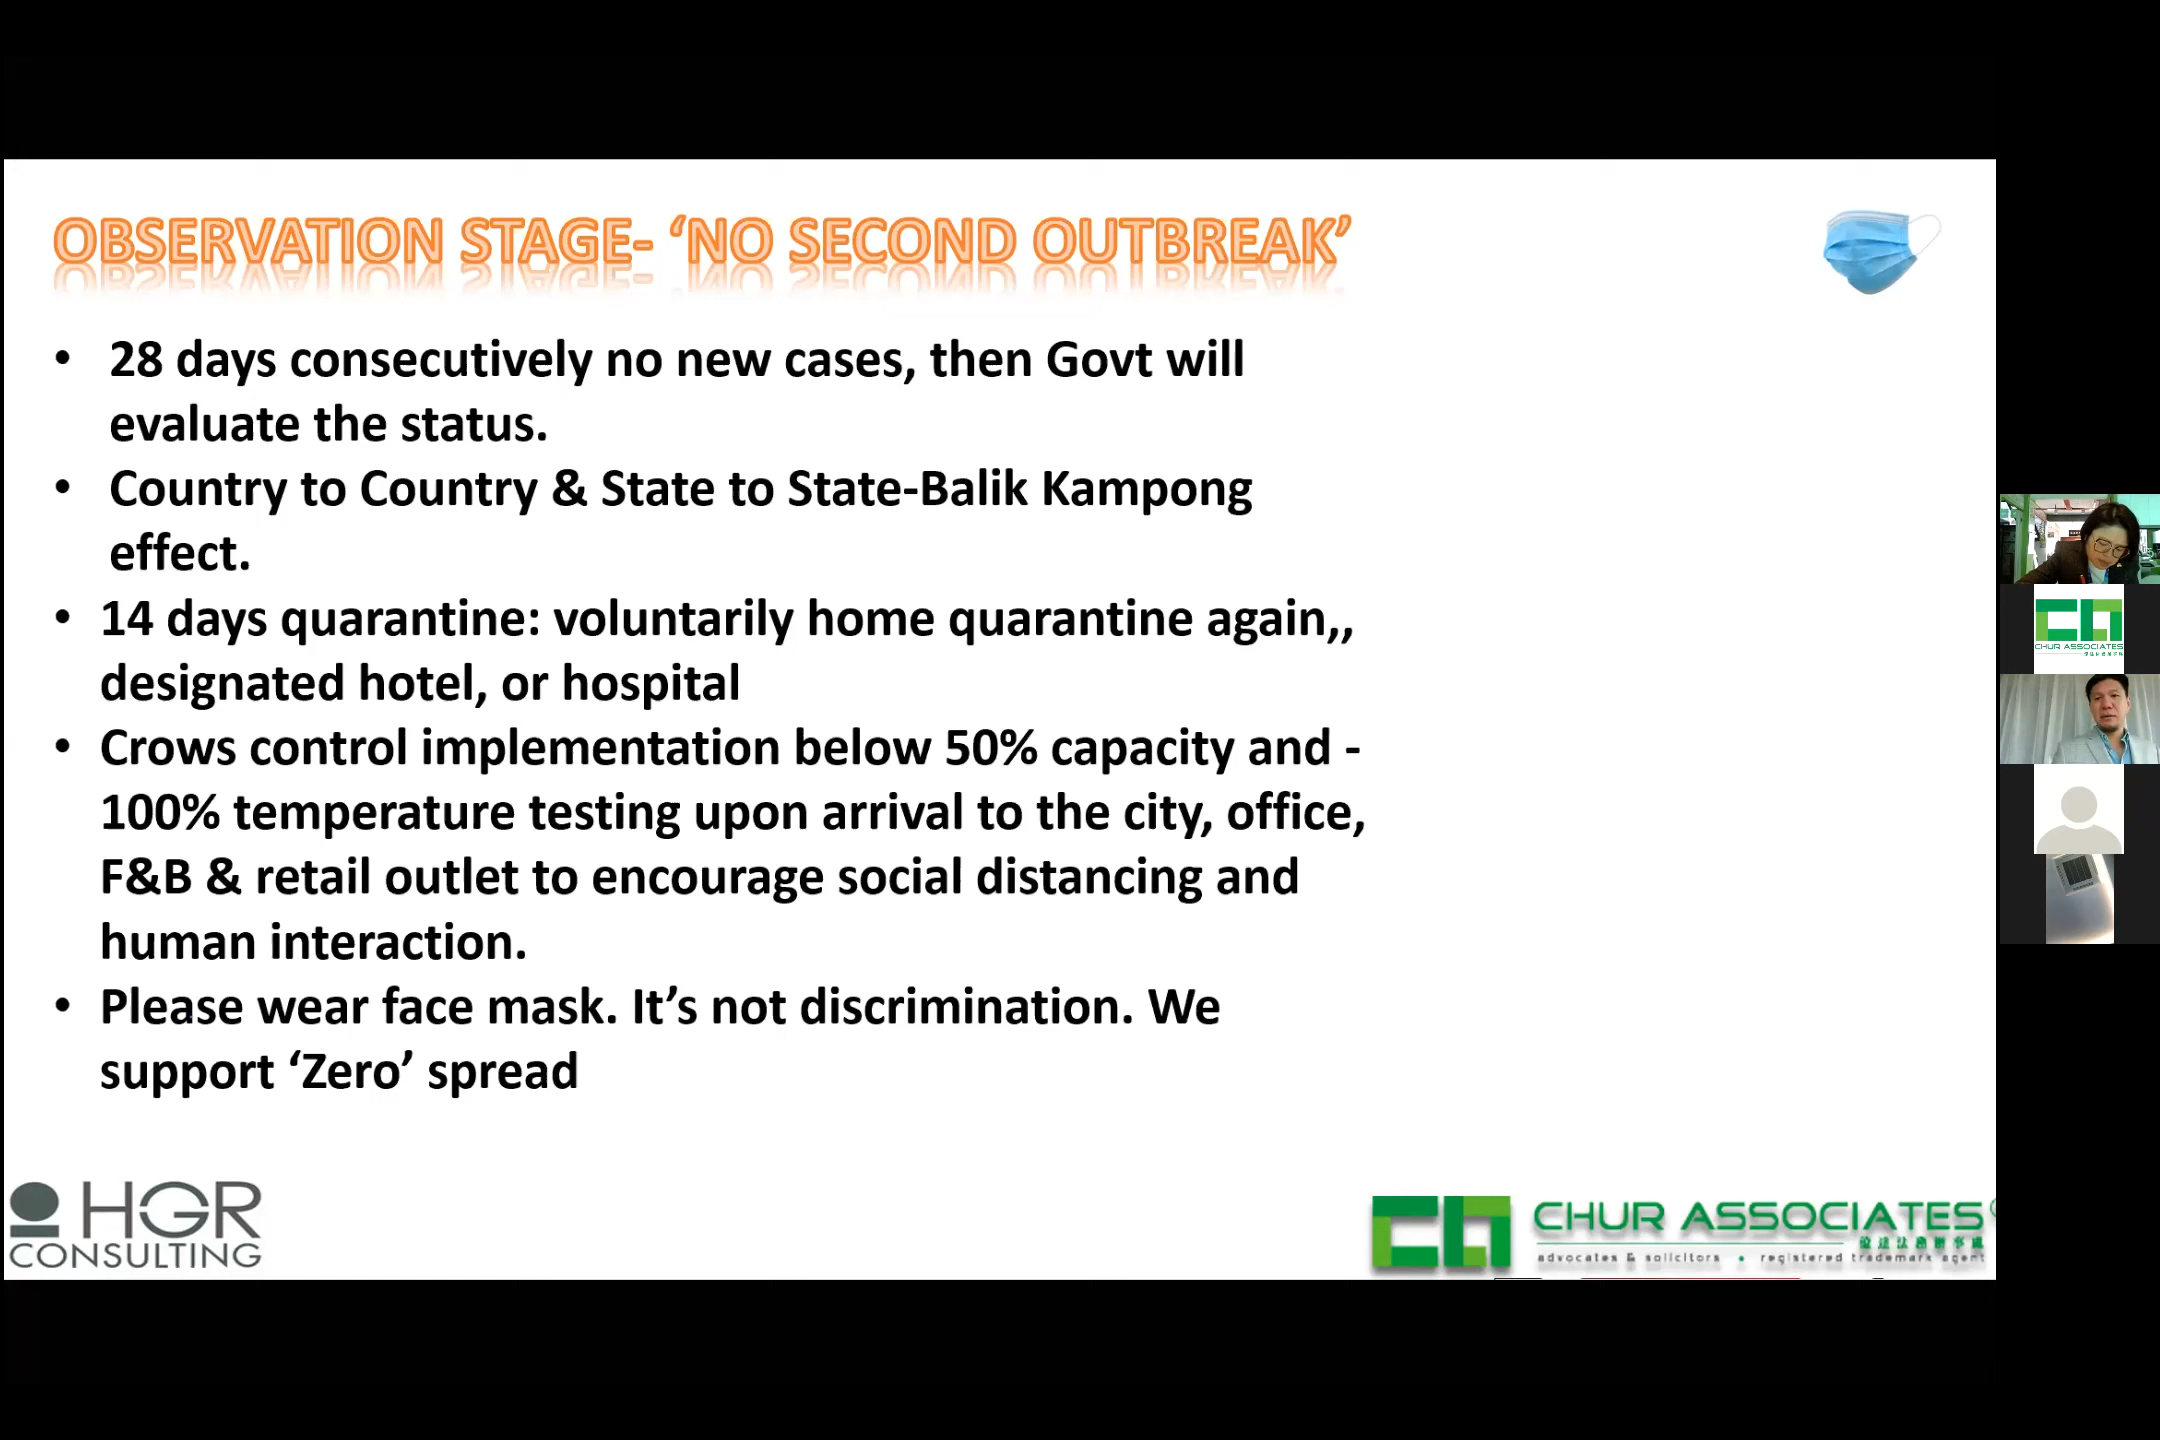 OBSERVATION STAGE- ‘NO SECOND OUTBREAK’
• 28 days consecutively no new cases, then Govt will
evaluate the status.
• Country to Country & State to State-Balik Kampong
effect.
• 14 days quarantine: voluntarily home quarantine again,,
designated hotel, or hospital
• Crows control implementation below 50% capacity and -
100% temperature testing upon arrival to the city, office,
F&B & retail outlet to encourage social distancing and
human interaction.
• Please wear face mask. It’s not discrimination. We
support ‘Zero’ spread
HGR
CONSULTING
CHUR ASSOCIATES
advocates & solicitors • registered trademark agent
CHUR ASSOCIATES